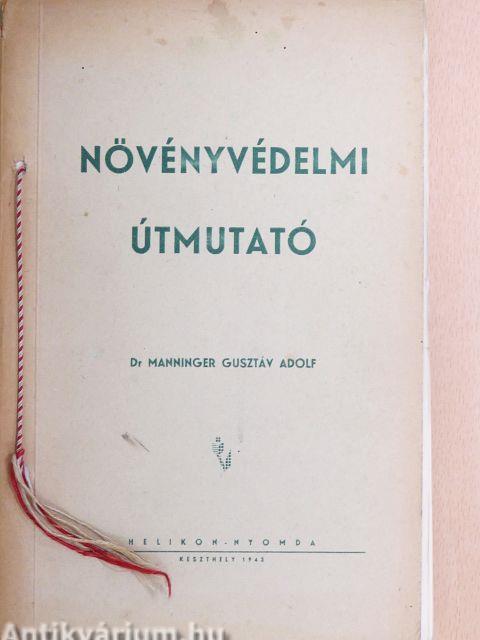 NÖVÉNYVÉDELMI
ÚTMUTATÓ
Dr MANNINGER GUSZTÁV ADOLF
HELIKON-NYOMDA
KESZTHELY 1943
Antikvárium.hu